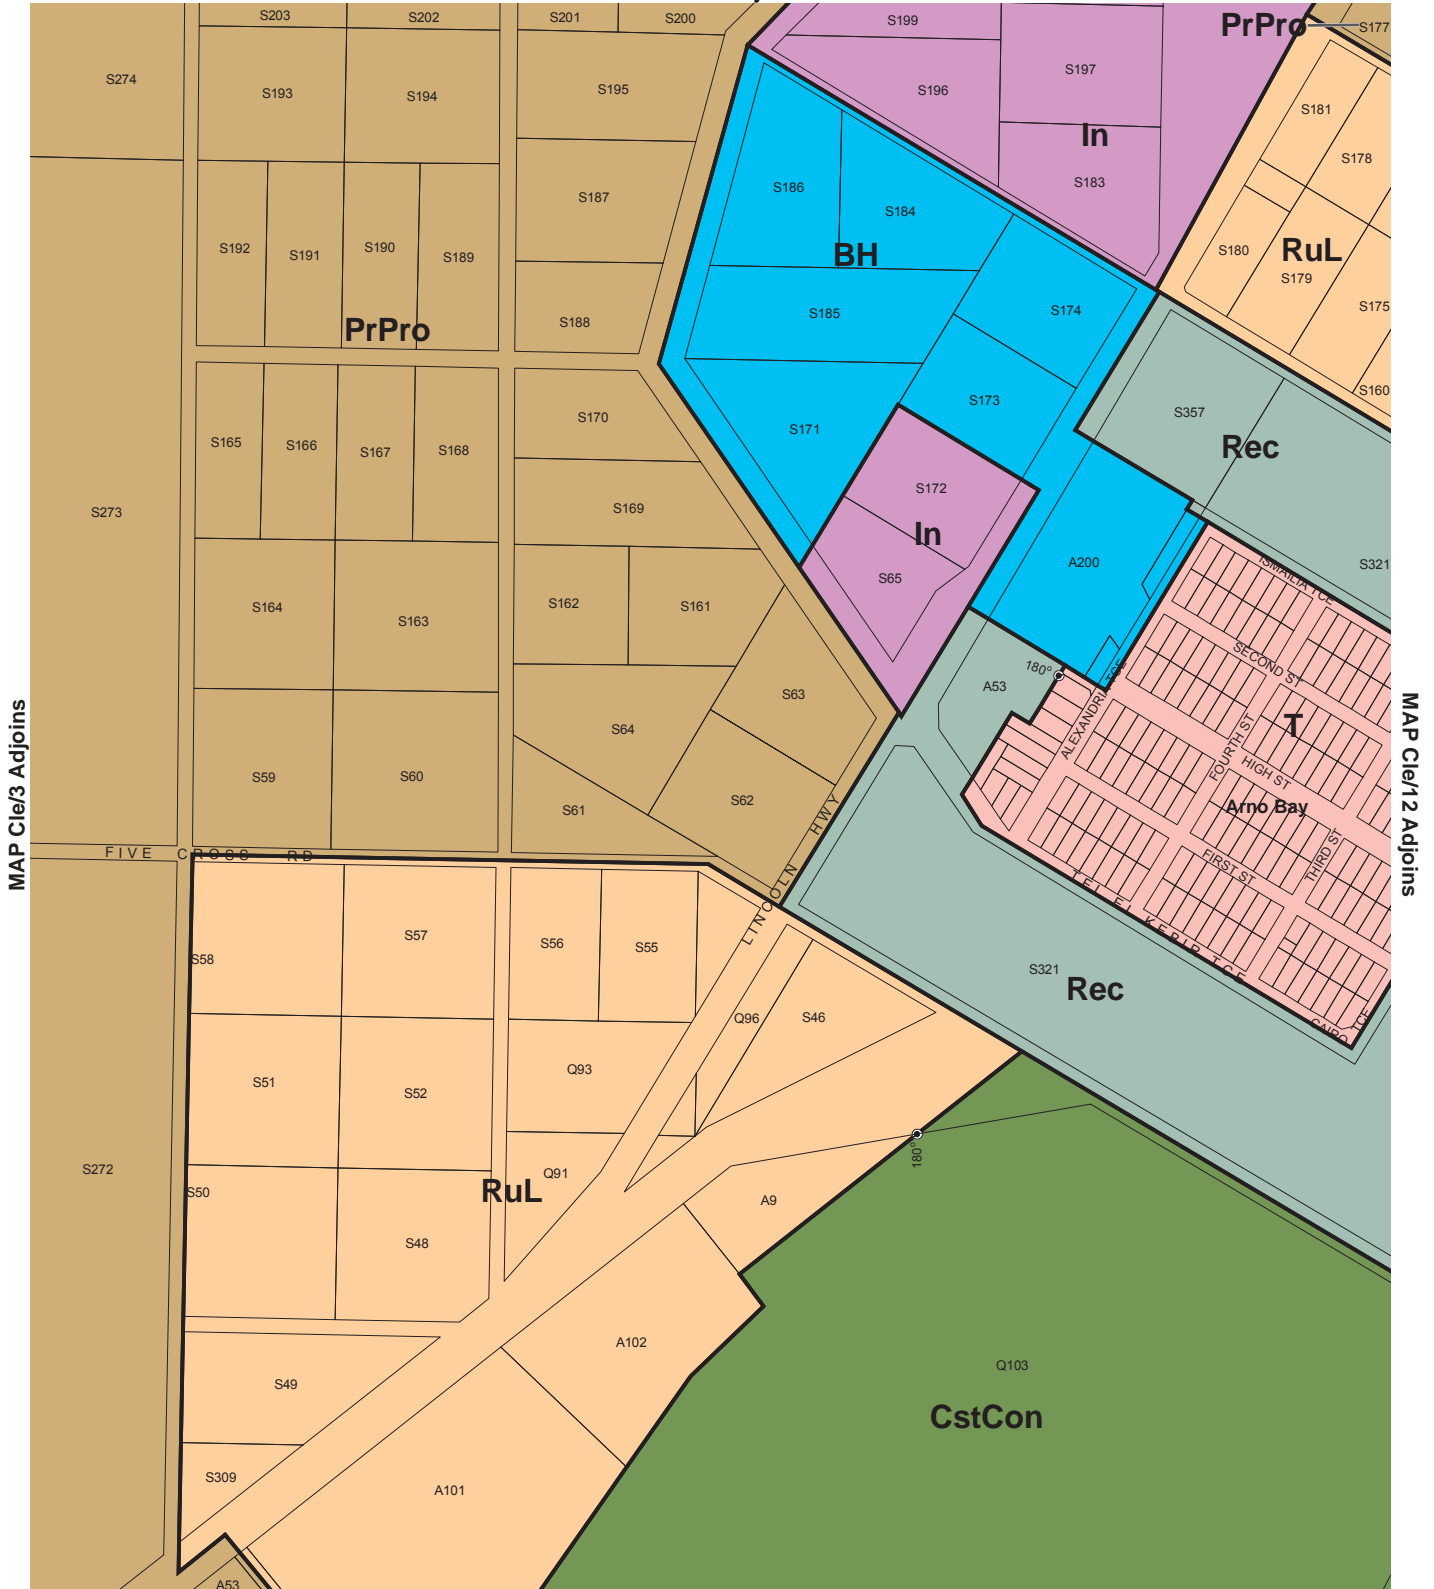 S203
S202
S201
S200
S199
PrPro
S177
S274
S193
S194
S195
S196
S197
In
S181
S178
S183
S186
S184
S187
S192
S191
S190
S189
BH
S180
RuL
S179
S175
S188
PrPro
S185
S174
S160
S170
S171
S173
S357
Rec
S165
S166
S167
S168
S172
S273
S169
In
S65
A200
S321
ISMAILIA TCE
S162
S161
S164
S163
SECOND ST
180°
A53
S63
ALEXANDRIA TCE
T
S64
FOURTH ST
HIGH ST
S59
S60
S61
S62
Arno Bay
MAP Cle/3 Adjoins
MAP Cle/12 Adjoins
FIVE CROSS RD
LINCOLN HWY
FIRST ST
THIRD ST
TEL EL KEBIR TCE
CAIRO TCE
S58
S57
S56
S55
S321
Rec
Q96
S46
S51
S52
Q93
S272
S50
Q91
RuL
180°
A9
S48
A102
Q103
S49
CstCon
S309
A101
A53